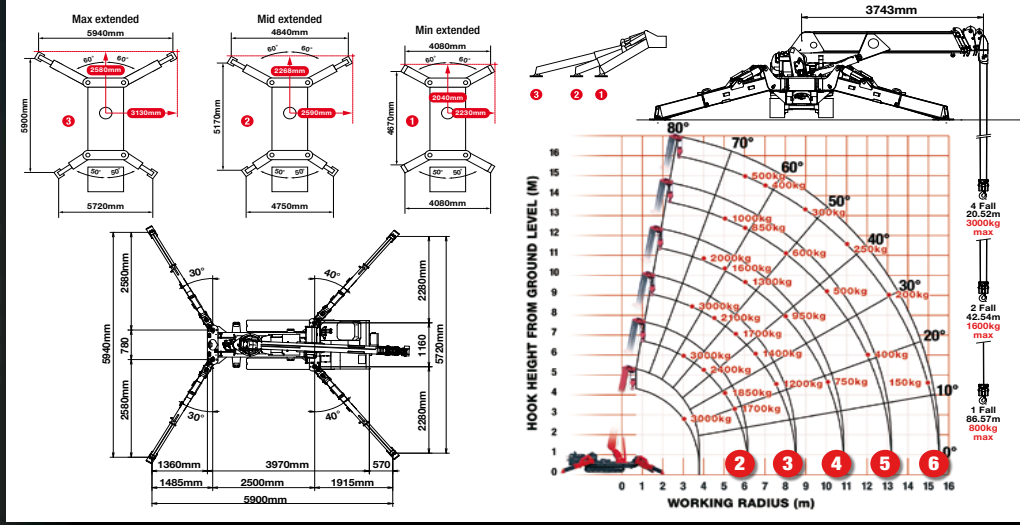 Max extended
5940mm
60° 60°
2580mm
5900mm
3130mm
3
50° 50°
5720mm
Mid extended
4840mm
60° 60°
2268mm
5170mm
2590mm
2
50° 50°
4750mm
Min extended
4080mm
60° 60°
2040mm
4670mm
2230mm
1
50° 50°
4080mm
3 2 1
3743mm
4 Fall
20.52m
3000kg
max
2 Fall
42.54m
1600kg
max
1 Fall
86.57m
800kg
max
30° 40°
2580mm
5940mm
780
2580mm
30° 40°
2280mm
1160
5720mm
2280mm
1360mm 3970mm 570
1485mm 2500mm 1915mm
5900mm
HOOK HEIGHT FROM GROUND LEVEL (M)
16
15
14
13
12
11
10
9
8
7
6
5
4
3
2
1
0
80°
70°
60°
50°
40°
30°
20°
10°
0°
500kg
400kg
300kg
250kg
200kg
150kg
1000kg
850kg
600kg
500kg
400kg
2000kg
1600kg
1300kg
950kg
750kg
3000kg
2100kg
1700kg
1400kg
1200kg
3000kg
2400kg
1850kg
1700kg
3000kg
2 3 4 5 6
0 1 2 3 4 5 6 7 8 9 10 11 12 13 14 15 16
WORKING RADIUS (m)